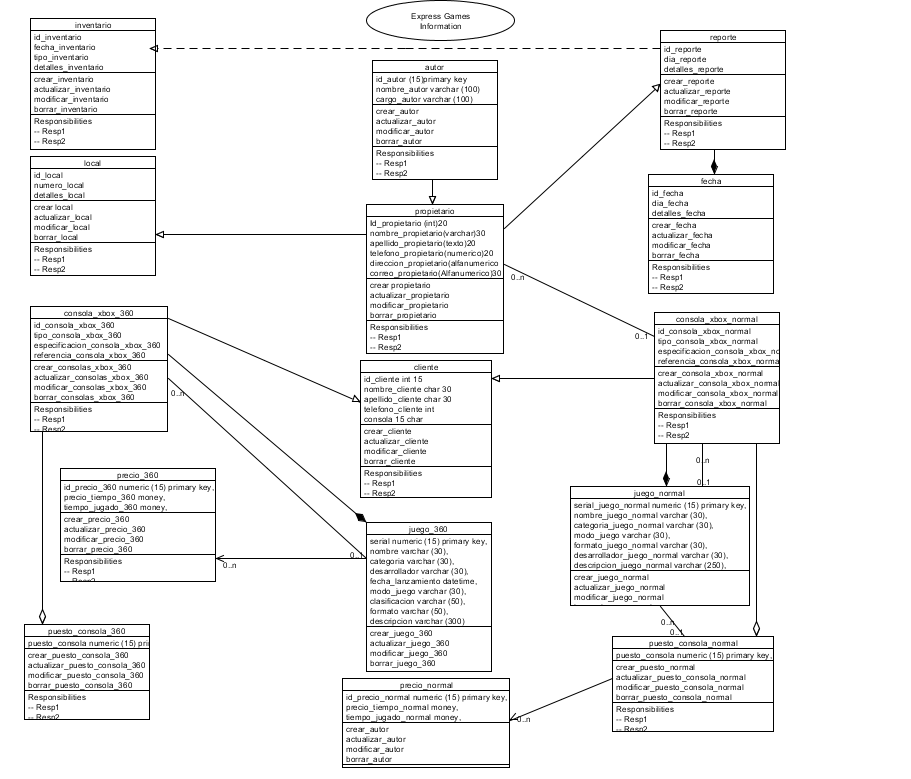 Express Games
Information
inventario
id_inventario
fecha_inventario
tipo_inventario
detalles_inventario
crear_inventario
actualizar_inventario
modificar_inventario
borrar_inventario
Responsibilities
-- Resp1
-- Resp2
reporte
id_reporte
dia_reporte
detalles_reporte
crear_reporte
actualizar_reporte
modificar_reporte
borrar_reporte
Responsibilities
-- Resp1
-- Resp2
autor
id_autor (15)primary key
nombre_autor varchar (100)
cargo_autor varchar (100)
crear_autor
actualizar_autor
modificar_autor
borrar_autor
Responsibilities
-- Resp1
-- Resp2
local
id_local
numero_local
detalles_local
crear local
actualizar_local
modificar_local
borrar_local
Responsibilities
-- Resp1
-- Resp2
fecha
id_fecha
dia_fecha
detalles_fecha
crear_fecha
actualizar_fecha
modificar_fecha
borrar_fecha
Responsibilities
-- Resp1
-- Resp2
propietario
Id_propietario (int)20
nombre_propietario(varchar)30
apellido_propietario(texto)20
telefono_propietario(numerico)20
direccion_propietario(alfanumerico
correo_propietario(Alfanumerico)30
crear propietario
actualizar_propietario
modificar_propietario
borrar_propietario
Responsibilities
-- Resp1
-- Resp2
0..n
0..1
consola_xbox_360
id_consola_xbox_360
tipo_consola_xbox_360
especificacion_consola_xbox_360
referencia_consola_xbox_360
crear_consolas_xbox_360
actualizar_consolas_xbox_360
modificar_consolas_xbox_360
borrar_consolas_xbox_360
Responsibilities
-- Resp1
-- Resp2
0..n
consola_xbox_normal
id_consola_xbox_normal
tipo_consola_xbox_normal
especificacion_consola_xbox_no
referencia_consola_xbox_norma
crear_consola_xbox_normal
actualizar_consola_xbox_normal
modificar_consola_xbox_normal
borrar_consola_xbox_normal
Responsibilities
-- Resp1
-- Resp2
0..n
0..1
cliente
id_cliente int 15
nombre_cliente char 30
apellido_cliente char 30
telefono_cliente int
consola 15 char
crear_cliente
actualizar_cliente
modificar_cliente
borrar_cliente
Responsibilities
-- Resp1
-- Resp2
precio_360
id_precio_360 numeric (15) primary key,
precio_tiempo_360 money,
tiempo_jugado_360 money,
crear_precio_360
actualizar_precio_360
modificar_precio_360
borrar_precio_360
Responsibilities
-- Resp1
-- Resp2
0..n
0..1
juego_normal
serial_juego_normal numeric (15) primary key,
nombre_juego_normal varchar (30),
categoria_juego_normal varchar (30),
modo_juego varchar (30),
formato_juego_normal varchar (30),
desarrollador_juego_normal varchar (30),
descripcion_juego_normal varchar (250),
crear_juego_normal
actualizar_juego_normal
modificar_juego_normal
0..n
0..1
juego_360
serial numeric (15) primary key,
nombre varchar (30),
categoria varchar (30),
desarrollador varchar (30),
fecha_lanzamiento datetime,
modo_juego varchar (30),
clasificacion varchar (50),
formato varchar (50),
descripcion varchar (300)
crear_juego_360
actualizar_juego_360
modificar_juego_360
borrar_juego_360
puesto_consola_360
puesto_consola numeric (15) pri
crear_puesto_consola_360
actualizar_puesto_consola_360
modificar_puesto_consola_360
borrar_puesto_consola_360
Responsibilities
-- Resp1
-- Resp2
puesto_consola_normal
puesto_consola numeric (15) primary key,
crear_puesto_normal
actualizar_puesto_consola_normal
modificar_puesto_consola_normal
borrar_puesto_consola_normal
Responsibilities
-- Resp1
-- Resp2
precio_normal
id_precio_normal numeric (15) primary key,
precio_tiempo_normal money,
tiempo_jugado_normal money,
crear_autor
actualizar_autor
modificar_autor
borrar_autor
0..n